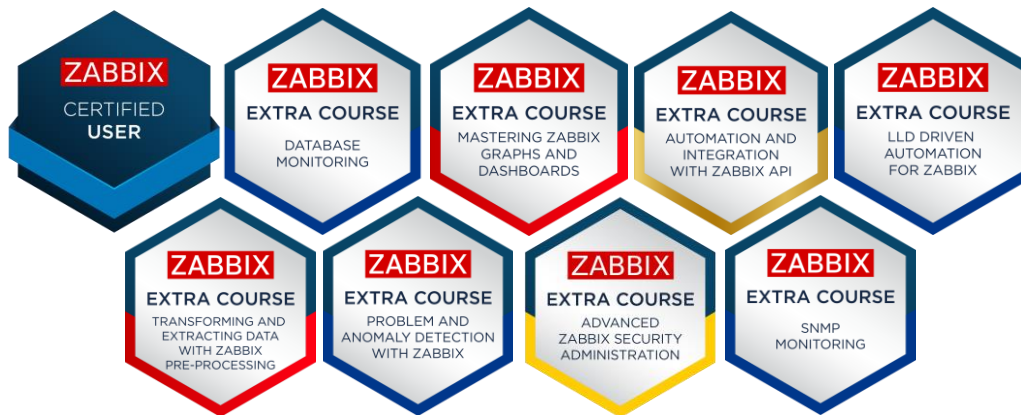 ZABBIX
CERTIFIED
USER
ZABBIX
EXTRA COURSE
DATABASE
MONITORING
ZABBIX
EXTRA COURSE
MASTERING ZABBIX
GRAPHS AND
DASHBOARDS
ZABBIX
EXTRA COURSE
AUTOMATION AND
INTEGRATION
WITH ZABBIX API
ZABBIX
EXTRA COURSE
LLD DRIVEN
AUTOMATION
FOR ZABBIX
ZABBIX
EXTRA COURSE
TRANSFORMING AND
EXTRACTING DATA
WITH ZABBIX
PRE-PROCESSING
ZABBIX
EXTRA COURSE
PROBLEM AND
ANOMALY DETECTION
WITH ZABBIX
ZABBIX
EXTRA COURSE
ADVANCED
ZABBIX SECURITY
ADMINISTRATION
ZABBIX
EXTRA COURSE
SNMP
MONITORING